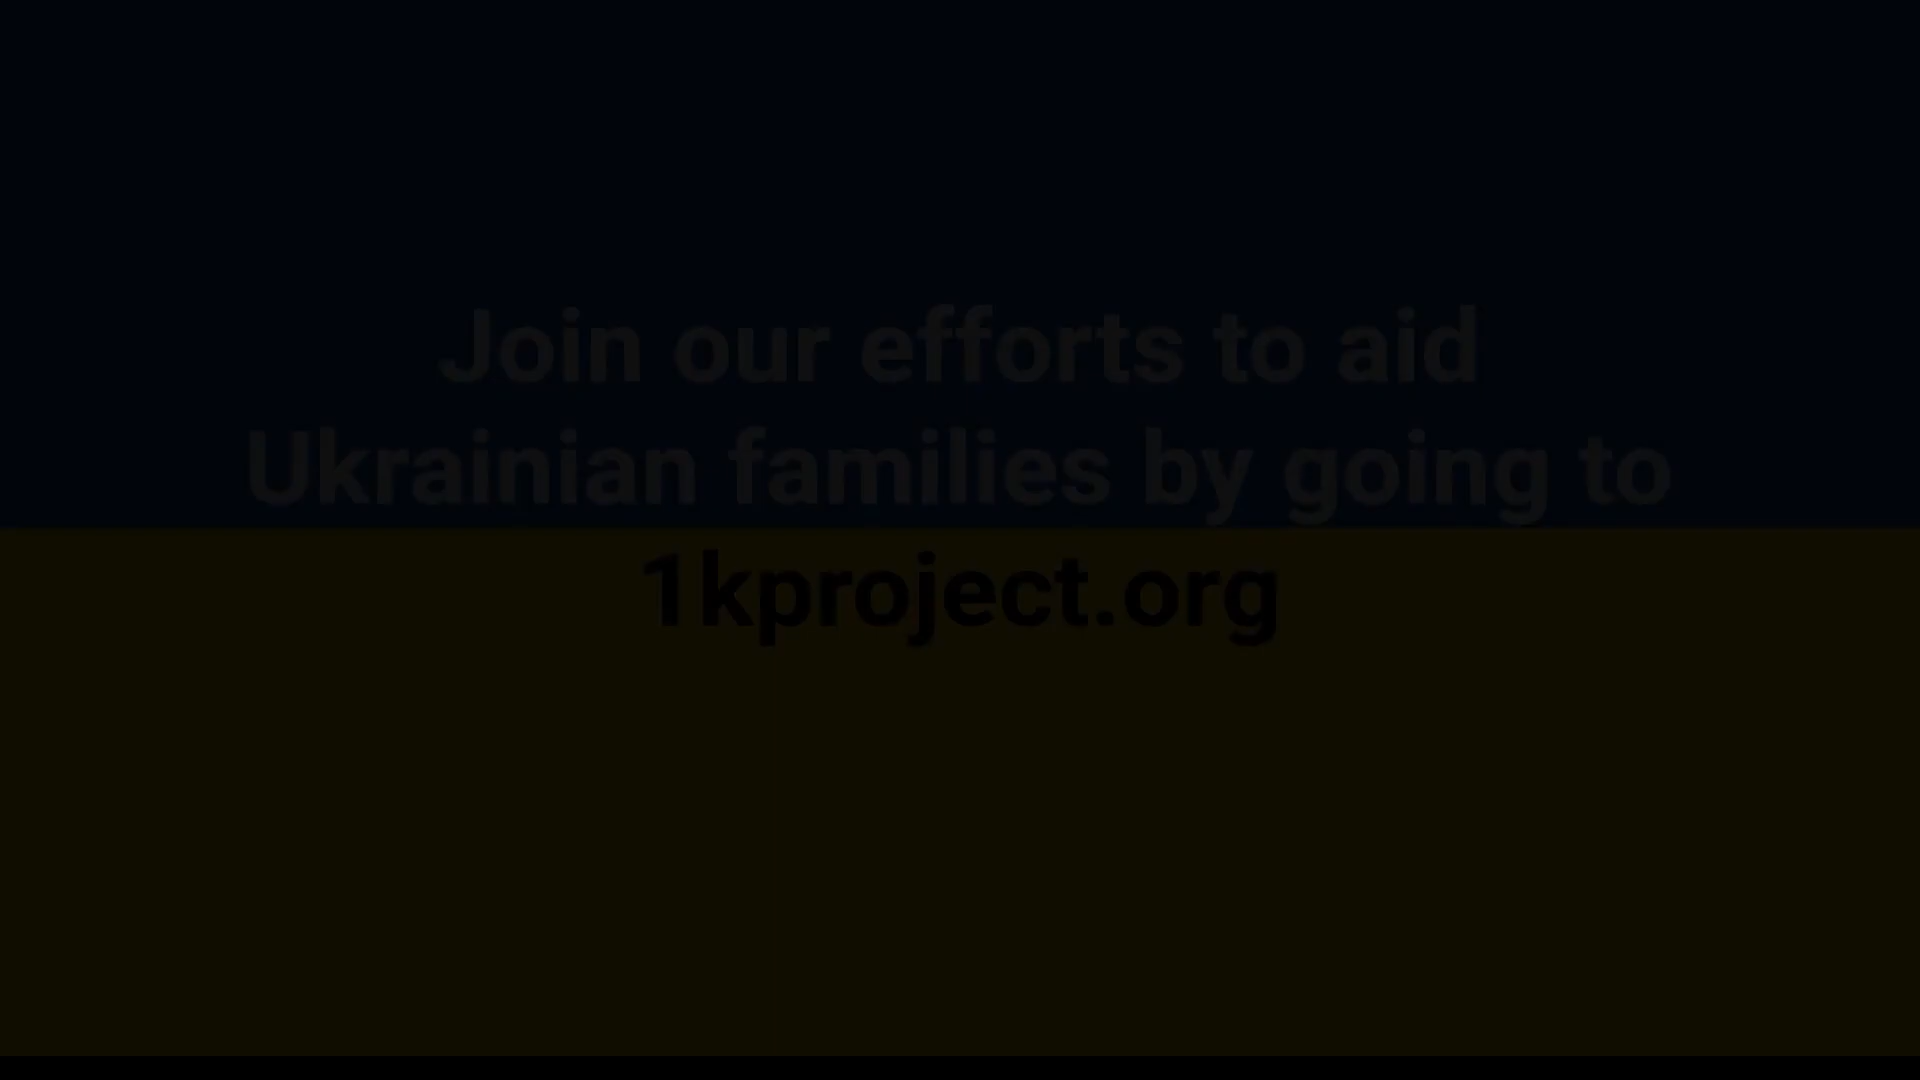 Join our efforts to aid
Ukrainian families by going to
1kproject.org